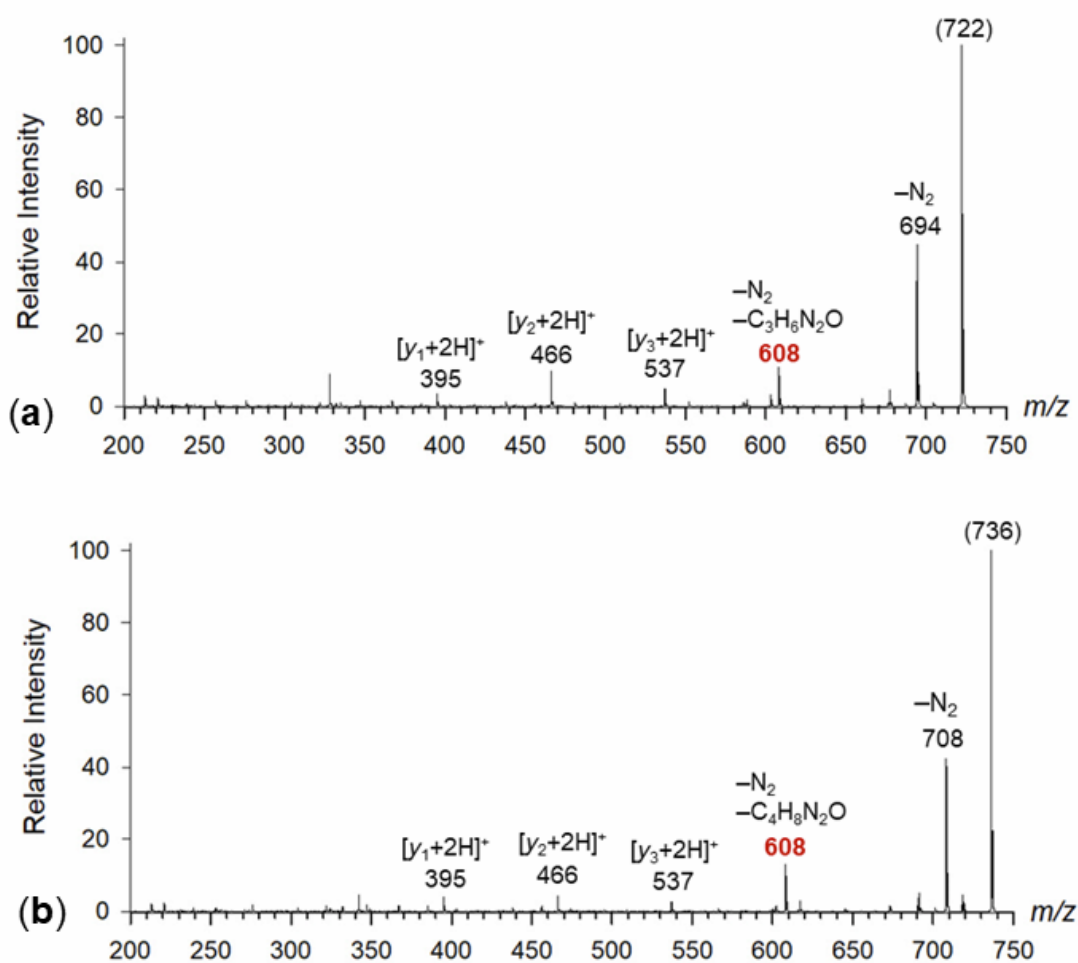 (722)
100
80
–N₂
694
60
Relative Intensity
40
–N₂
–C₃H₆N₂O
608
[y₂+2H]⁺
466
[y₃+2H]⁺
537
[y₁+2H]⁺
395
20
0
(a)
m/z
200 250 300 350 400 450 500 550 600 650 700 750
(736)
100
80
–N₂
708
60
Relative Intensity
40
–N₂
–C₄H₈N₂O
608
[y₁+2H]⁺
395
[y₂+2H]⁺
466
[y₃+2H]⁺
537
20
0
(b)
m/z
200 250 300 350 400 450 500 550 600 650 700 750